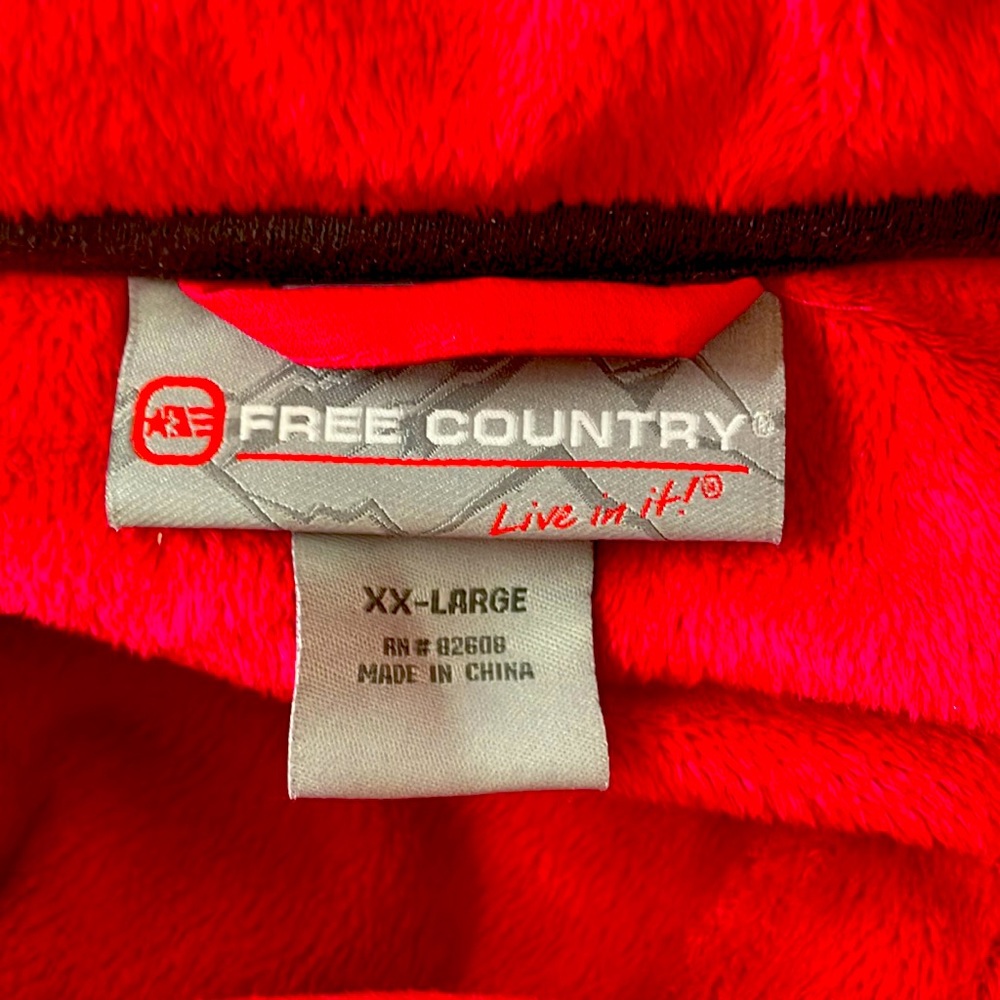 FREE COUNTRY®
Live in it!®
XX-LARGE
RN # 82608
MADE IN CHINA